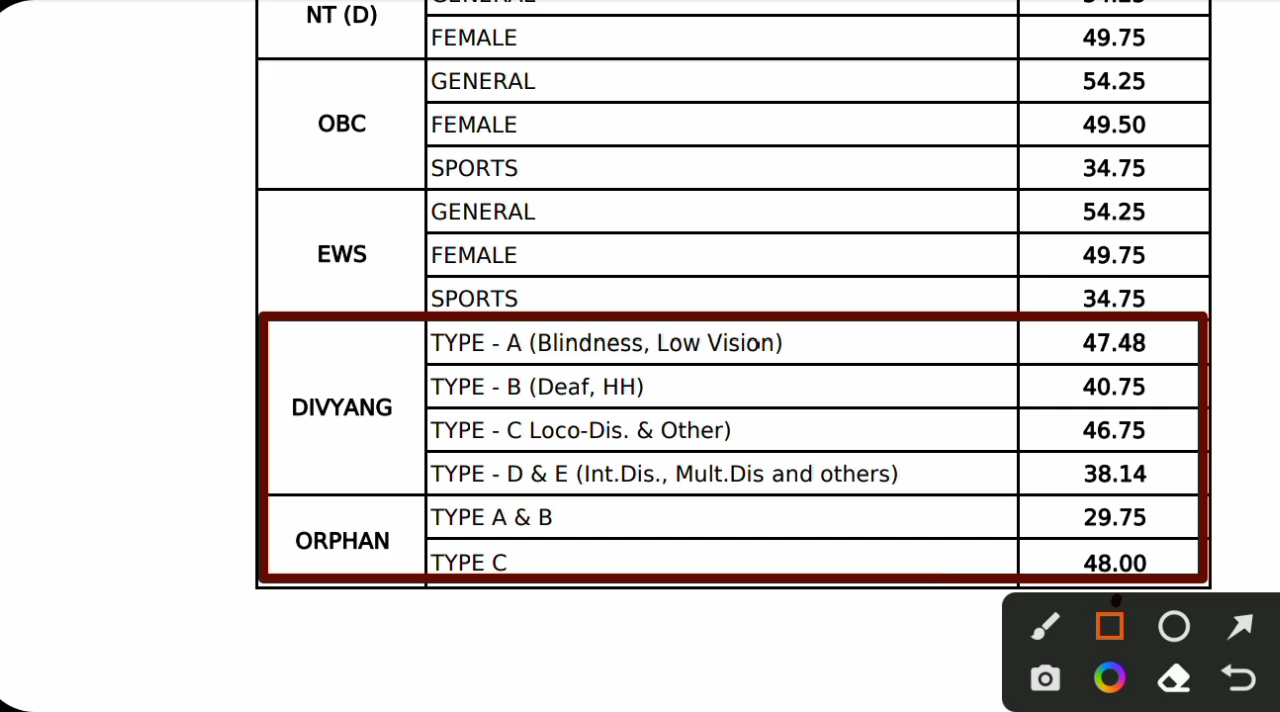 NT (D)
FEMALE 49.75
OBC
GENERAL 54.25
FEMALE 49.50
SPORTS 34.75
EWS
GENERAL 54.25
FEMALE 49.75
SPORTS 34.75
DIVYANG
TYPE - A (Blindness, Low Vision) 47.48
TYPE - B (Deaf, HH) 40.75
TYPE - C Loco-Dis. & Other) 46.75
TYPE - D & E (Int.Dis., Mult.Dis and others) 38.14
ORPHAN
TYPE A & B 29.75
TYPE C 48.00